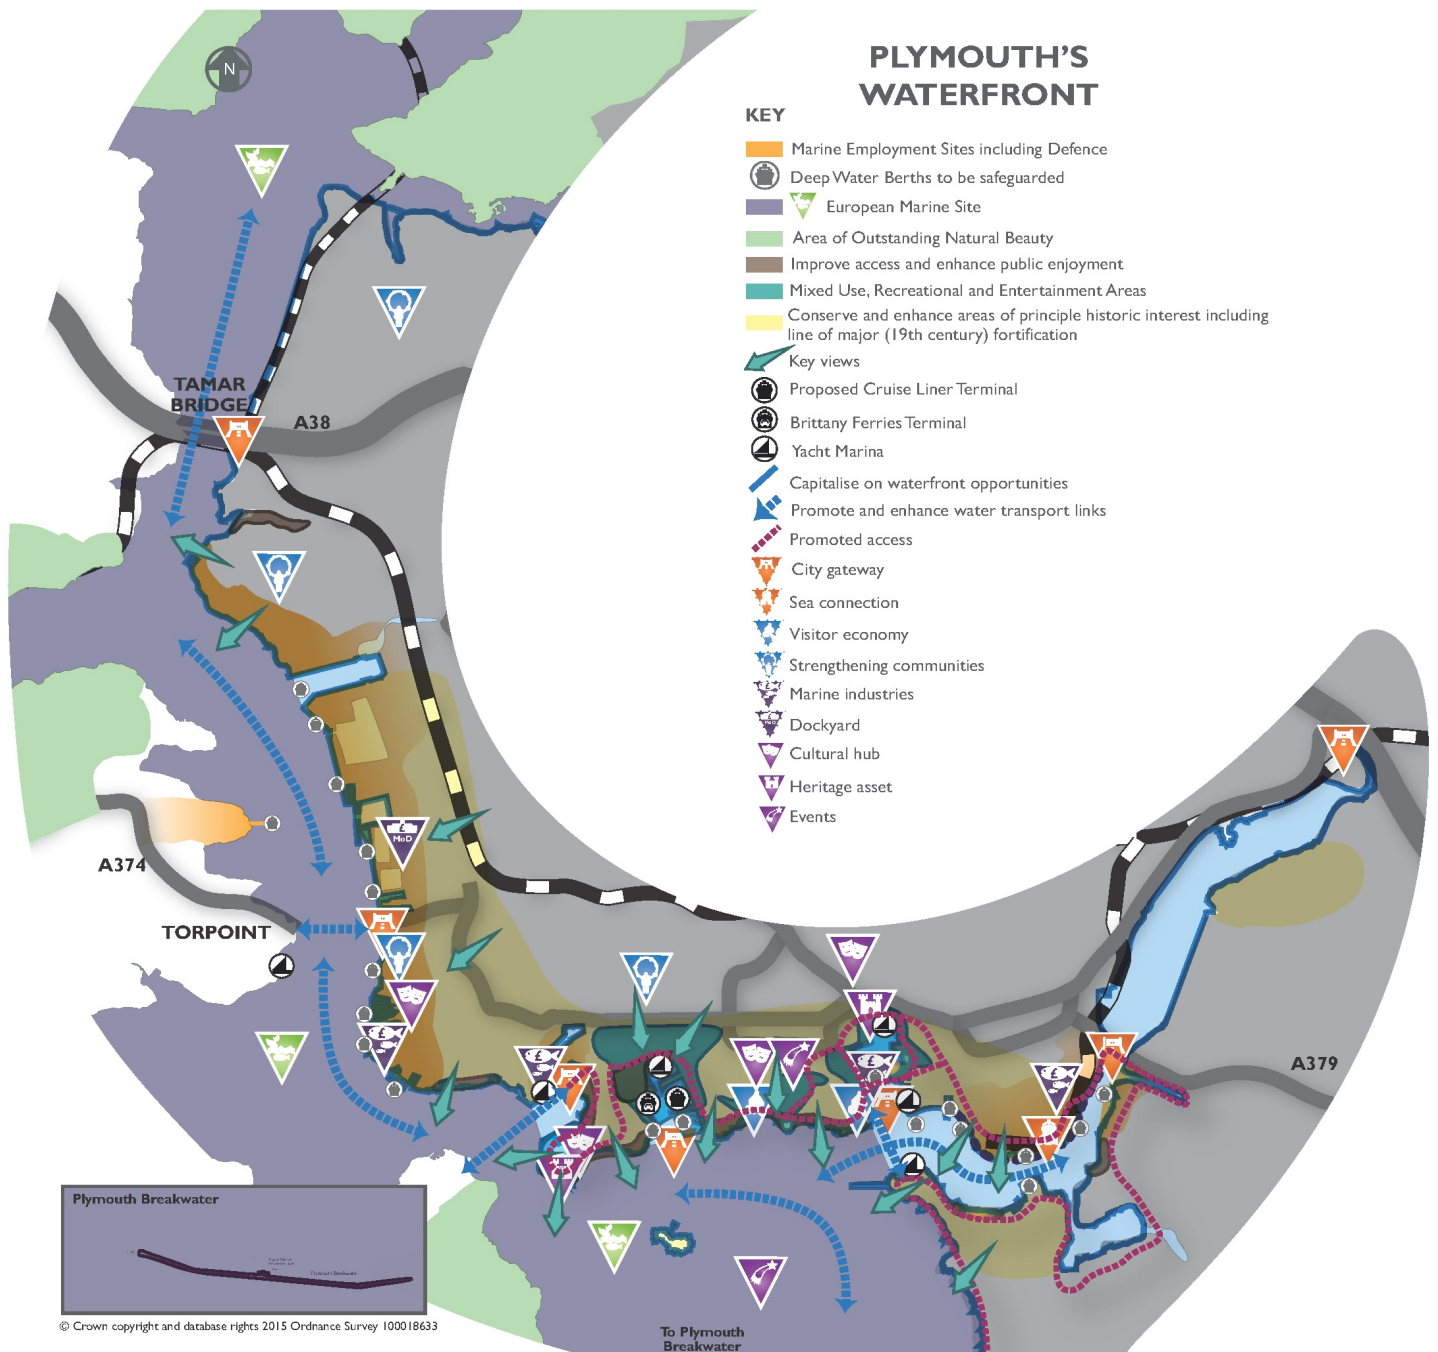 PLYMOUTH'S
WATERFRONT
KEY
Marine Employment Sites including Defence
Deep Water Berths to be safeguarded
European Marine Site
Area of Outstanding Natural Beauty
Improve access and enhance public enjoyment
Mixed Use, Recreational and Entertainment Areas
Conserve and enhance areas of principle historic interest including
line of major (19th century) fortification
Key views
Proposed Cruise Liner Terminal
Brittany Ferries Terminal
Yacht Marina
Capitalise on waterfront opportunities
Promote and enhance water transport links
Promoted access
City gateway
Sea connection
Visitor economy
Strengthening communities
Marine industries
Dockyard
Cultural hub
Heritage asset
Events
N
TAMAR
BRIDGE
A38
MoD
A374
TORPOINT
A379
Plymouth Breakwater
Plymouth Breakwater
© Crown copyright and database rights 2015 Ordnance Survey 100018633
To Plymouth
Breakwater